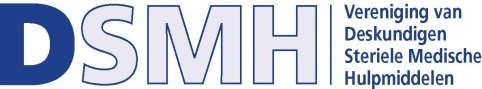 DSMH
Vereniging van
Deskundigen
Steriele Medische
Hulpmiddelen